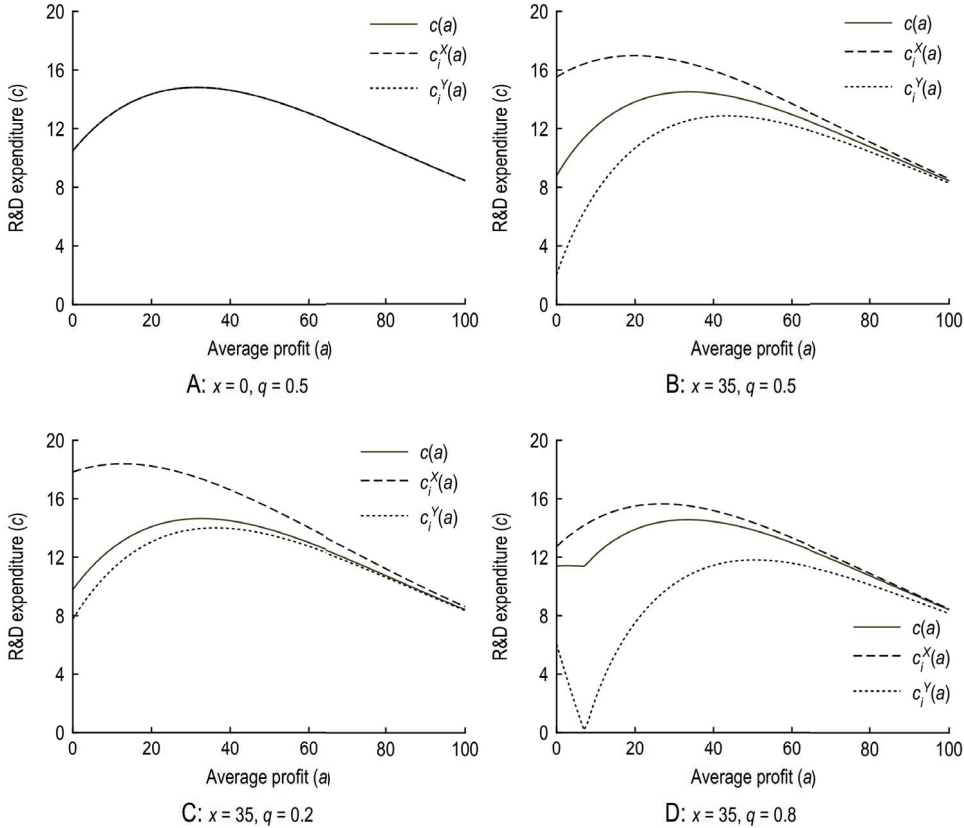 20
16
12
8
4
0
R&D expenditure (c)
0 20 40 60 80 100
Average profit (a)
c(a)
c_i^X(a)
c_i^Y(a)
A: x = 0, q = 0.5
20
16
12
8
4
0
R&D expenditure (c)
0 20 40 60 80 100
Average profit (a)
c(a)
c_i^X(a)
c_i^Y(a)
B: x = 35, q = 0.5
20
16
12
8
4
0
R&D expenditure (c)
0 20 40 60 80 100
Average profit (a)
c(a)
c_i^X(a)
c_i^Y(a)
C: x = 35, q = 0.2
20
16
12
8
4
0
R&D expenditure (c)
0 20 40 60 80 100
Average profit (a)
c(a)
c_i^X(a)
c_i^Y(a)
D: x = 35, q = 0.8